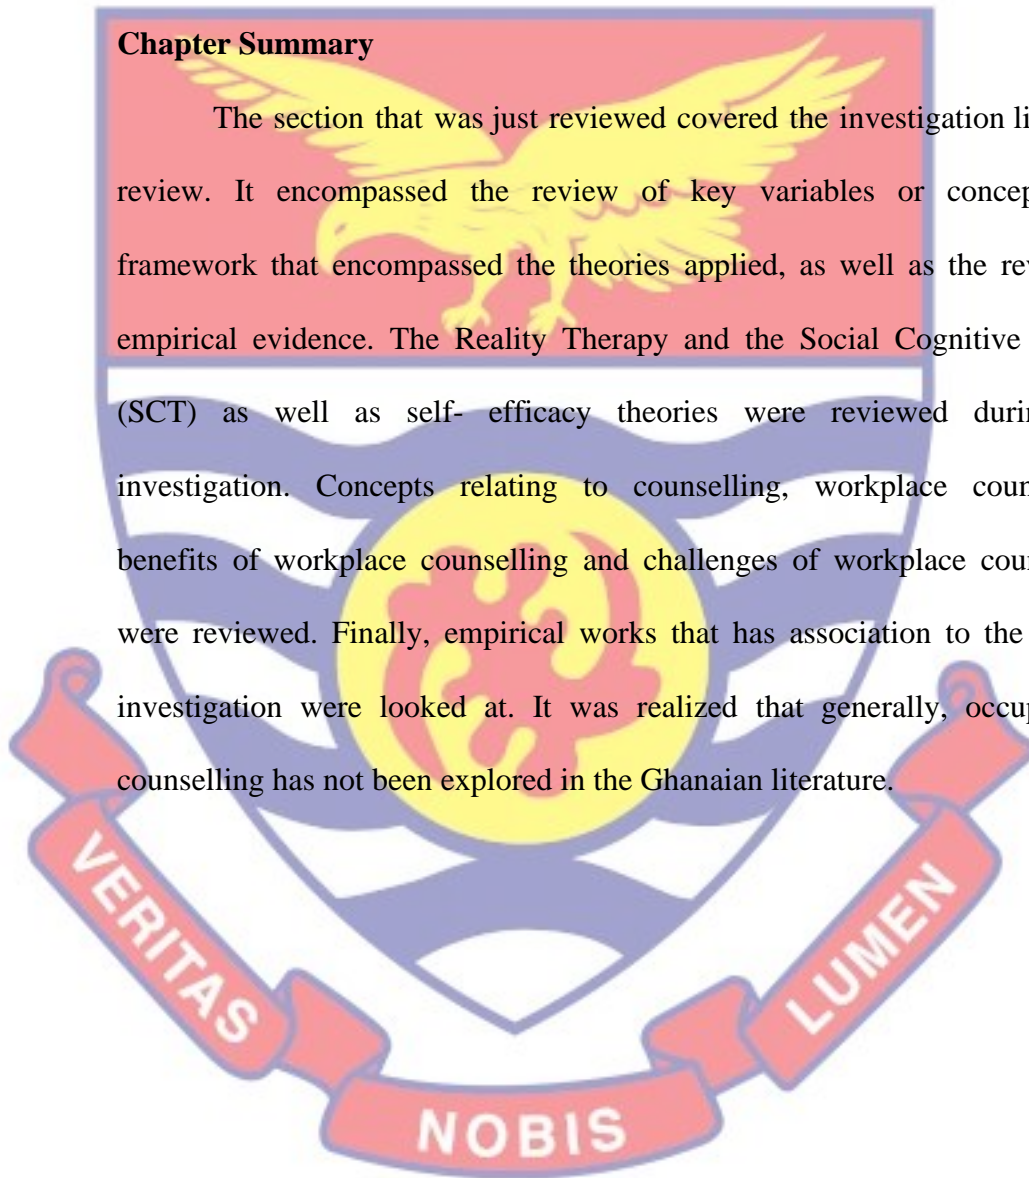 Chapter Summary
The section that was just reviewed covered the investigation li
review. It encompassed the review of key variables or concep
framework that encompassed the theories applied, as well as the rev
empirical evidence. The Reality Therapy and the Social Cognitive
(SCT) as well as self- efficacy theories were reviewed durin
investigation. Concepts relating to counselling, workplace coun
benefits of workplace counselling and challenges of workplace cour
were reviewed. Finally, empirical works that has association to the
investigation were looked at. It was realized that generally, occup
counselling has not been explored in the Ghanaian literature.
VERITAS
NOBIS
LUMEN